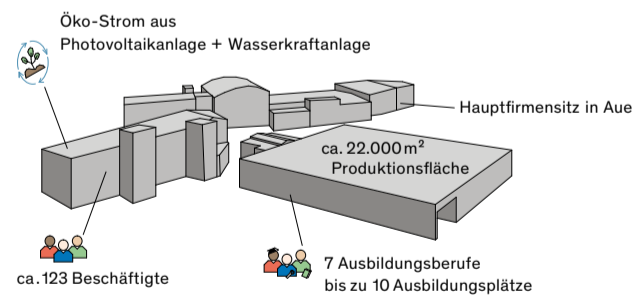 Öko-Strom aus
Photovoltaikanlage + Wasserkraftanlage
Hauptfirmensitz in Aue
ca. 22.000 m²
Produktionsfläche
ca. 123 Beschäftigte
7 Ausbildungsberufe
bis zu 10 Ausbildungsplätze